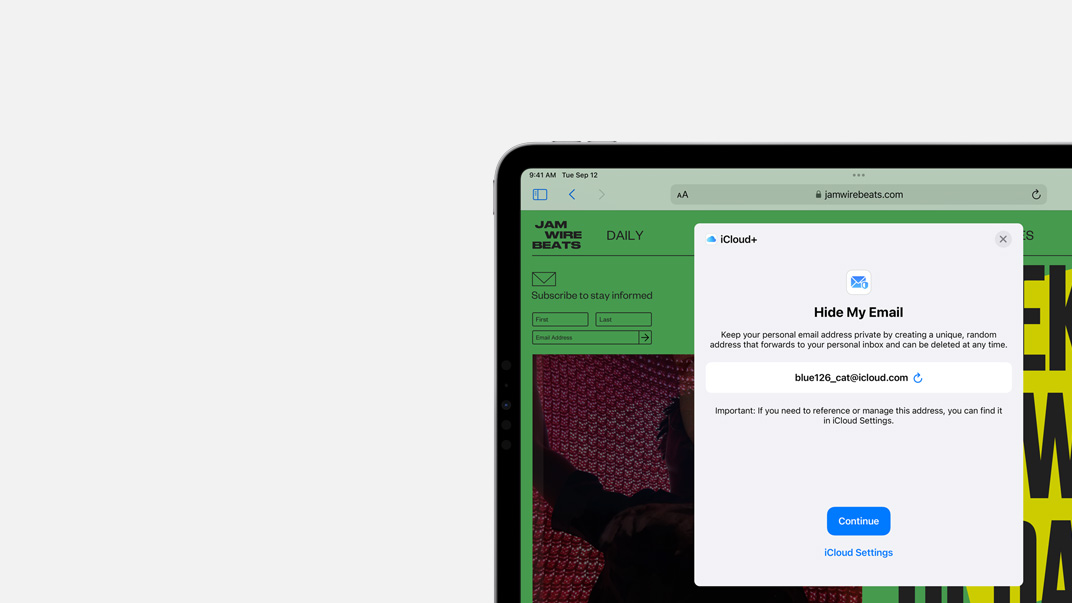 9:41 AM Tue Sep 12
AA
jamwirebeats.com
JAM
WIRE
BEATS
DAILY
Subscribe to stay informed
First
Last
Email Address
iCloud+
Hide My Email
Keep your personal email address private by creating a unique, random
address that forwards to your personal inbox and can be deleted at any time.
blue126_cat@icloud.com
Important: If you need to reference or manage this address, you can find it
in iCloud Settings.
Continue
iCloud Settings